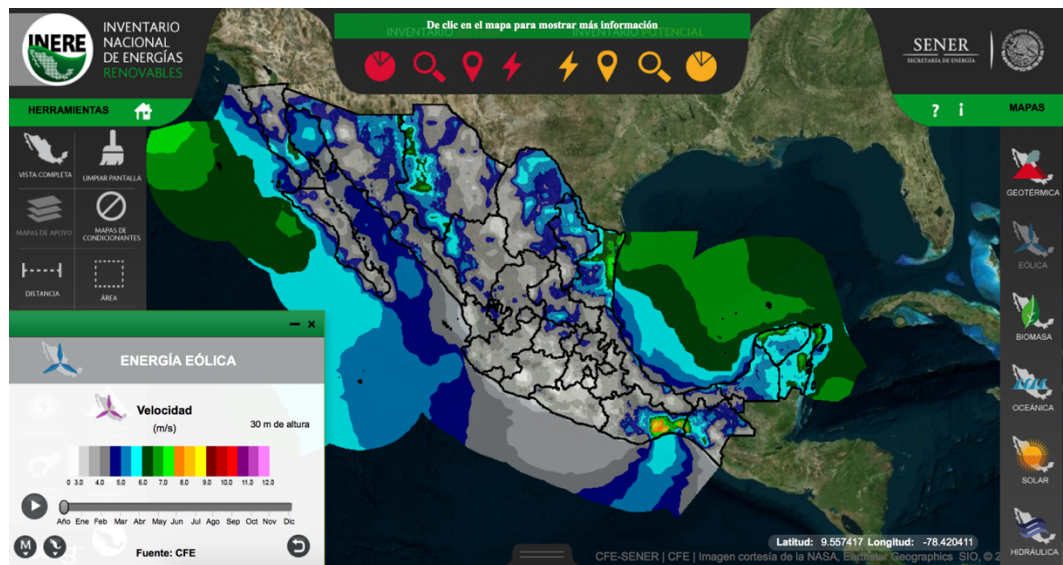 INERE
INVENTARIO
NACIONAL
DE ENERGÍAS
RENOVABLES
De clic en el mapa para mostrar más información
INVENTARIO
INVENTARIO POTENCIAL
SENER
SECRETARÍA DE ENERGÍA
HERRAMIENTAS
? i
MAPAS
VISTA COMPLETA
LIMPIAR PANTALLA
MAPAS DE APOYO
MAPAS DE
CONDICIONANTES
DISTANCIA
ÁREA
GEOTÉRMICA
EÓLICA
BIOMASA
OCEÁNICA
SOLAR
HIDRÁULICA
ENERGÍA EÓLICA
Velocidad
(m/s)
30 m de altura
0 3.0 4.0 5.0 6.0 7.0 8.0 9.0 10.0 11.0 12.0
Año Ene Feb Mar Abr May Jun Jul Ago Sep Oct Nov Dic
M
Fuente: CFE
Latitud: 9.557417 Longitud: -78.420411
CFE-SENER | CFE | Imagen cortesía de la NASA, Earthstar Geographics SIO, © 2